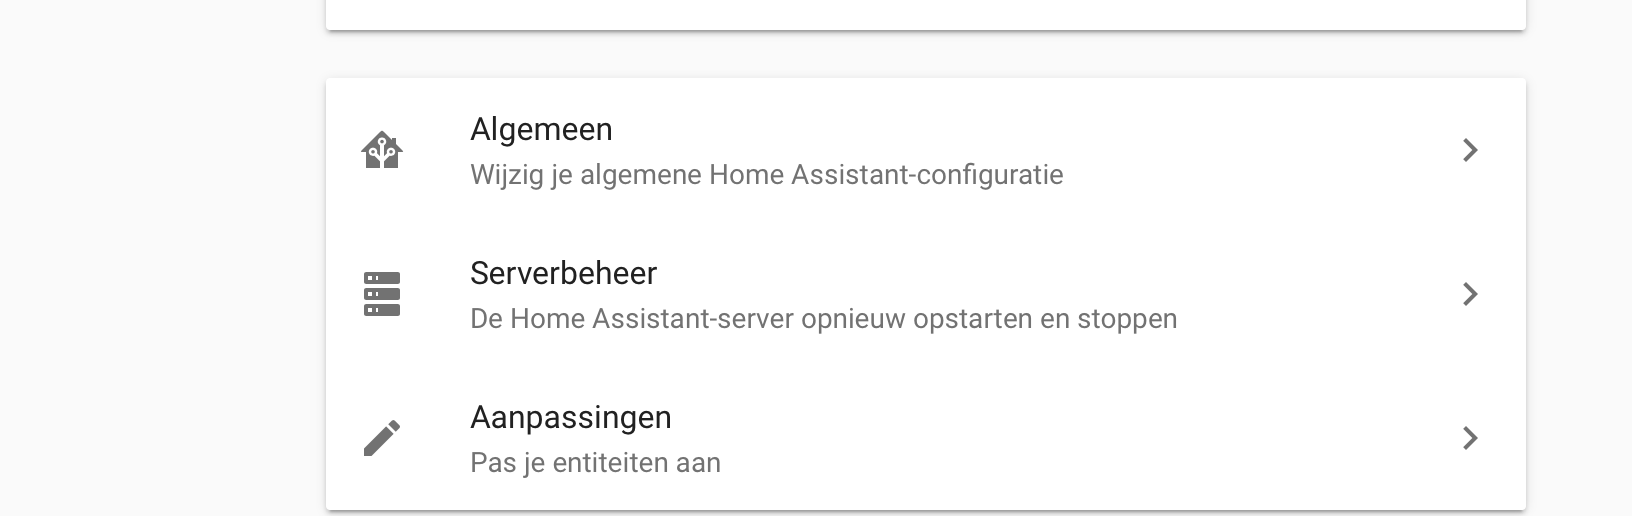 Algemeen
Wijzig je algemene Home Assistant-configuratie
Serverbeheer
De Home Assistant-server opnieuw opstarten en stoppen
Aanpassingen
Pas je entiteiten aan